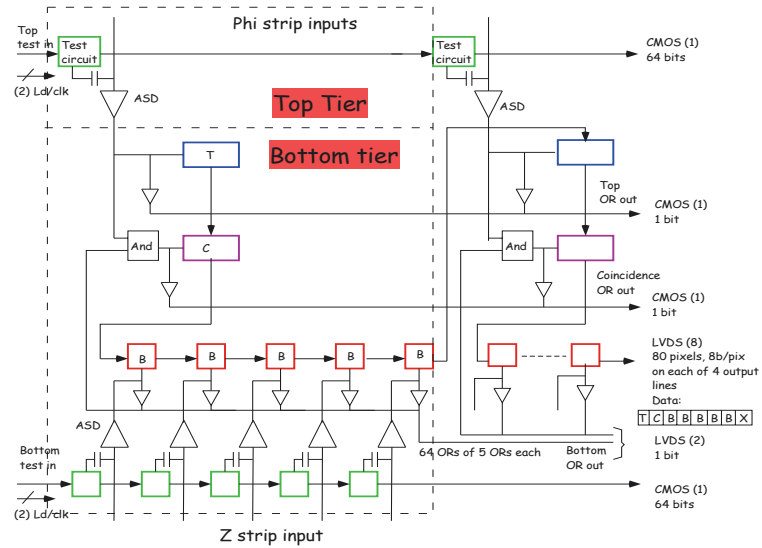 Phi strip inputs
Top
test in
Test
circuit
Test
circuit
CMOS (1)
64 bits
(2) Ld/clk
ASD
ASD
Top Tier
Bottom tier
T
Top
OR out
CMOS (1)
1 bit
And
C
And
Coincidence
OR out
CMOS (1)
1 bit
B
B
B
B
B
LVDS (8)
80 pixels, 8b/pix
on each of 4 output
lines
Data:
T C B B B B B X
ASD
64 ORs of 5 ORs each
Bottom
OR out
LVDS (2)
1 bit
Bottom
test in
(2) Ld/clk
CMOS (1)
64 bits
Z strip input